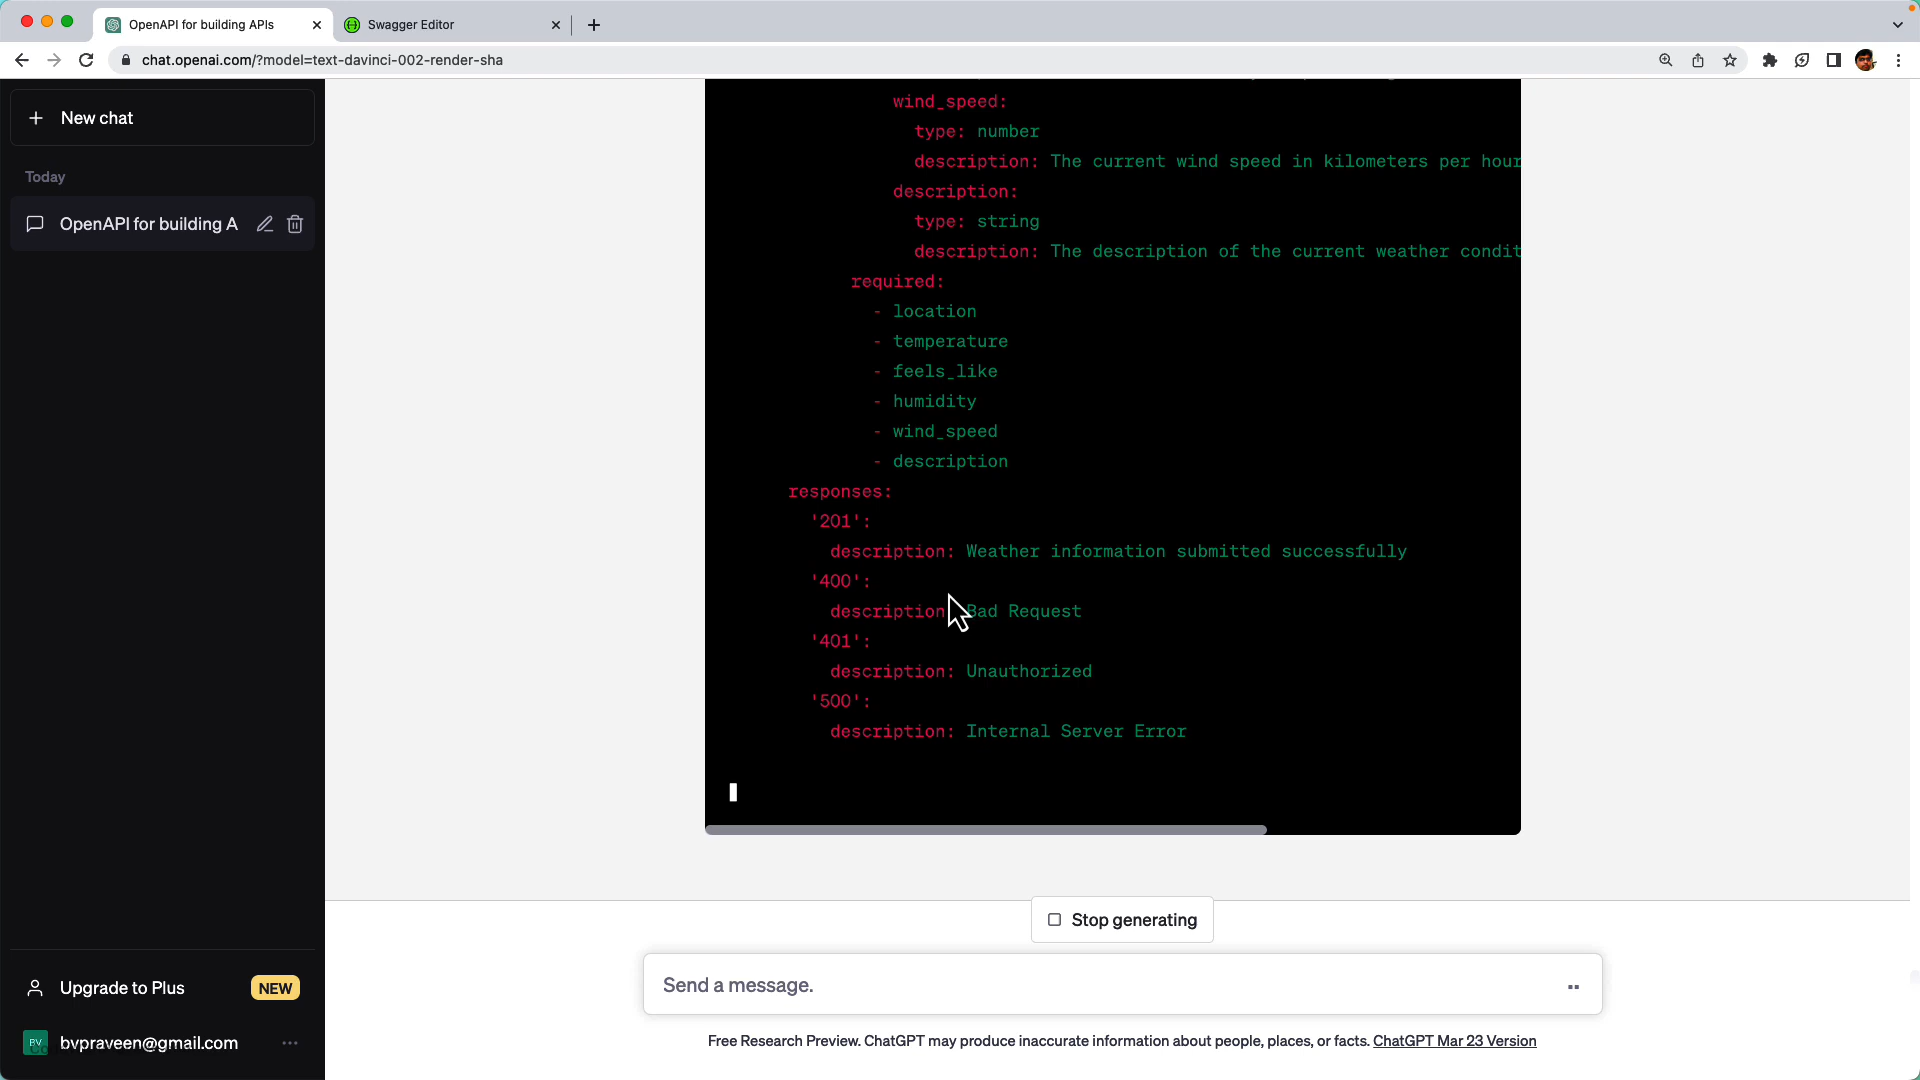 OpenAPI for building APIs
Swagger Editor
chat.openai.com/?model=text-davinci-002-render-sha
New chat
Today
OpenAPI for building A
wind_speed:
type: number
description: The current wind speed in kilometers per hour
description:
type: string
description: The description of the current weather condit
required:
- location
- temperature
- feels_like
- humidity
- wind_speed
- description
responses:
'201':
description: Weather information submitted successfully
'400':
description Bad Request
'401':
description: Unauthorized
'500':
description: Internal Server Error
Stop generating
Send a message.
Upgrade to Plus NEW
BV bvpraveen@gmail.com
Free Research Preview. ChatGPT may produce inaccurate information about people, places, or facts. ChatGPT Mar 23 Version